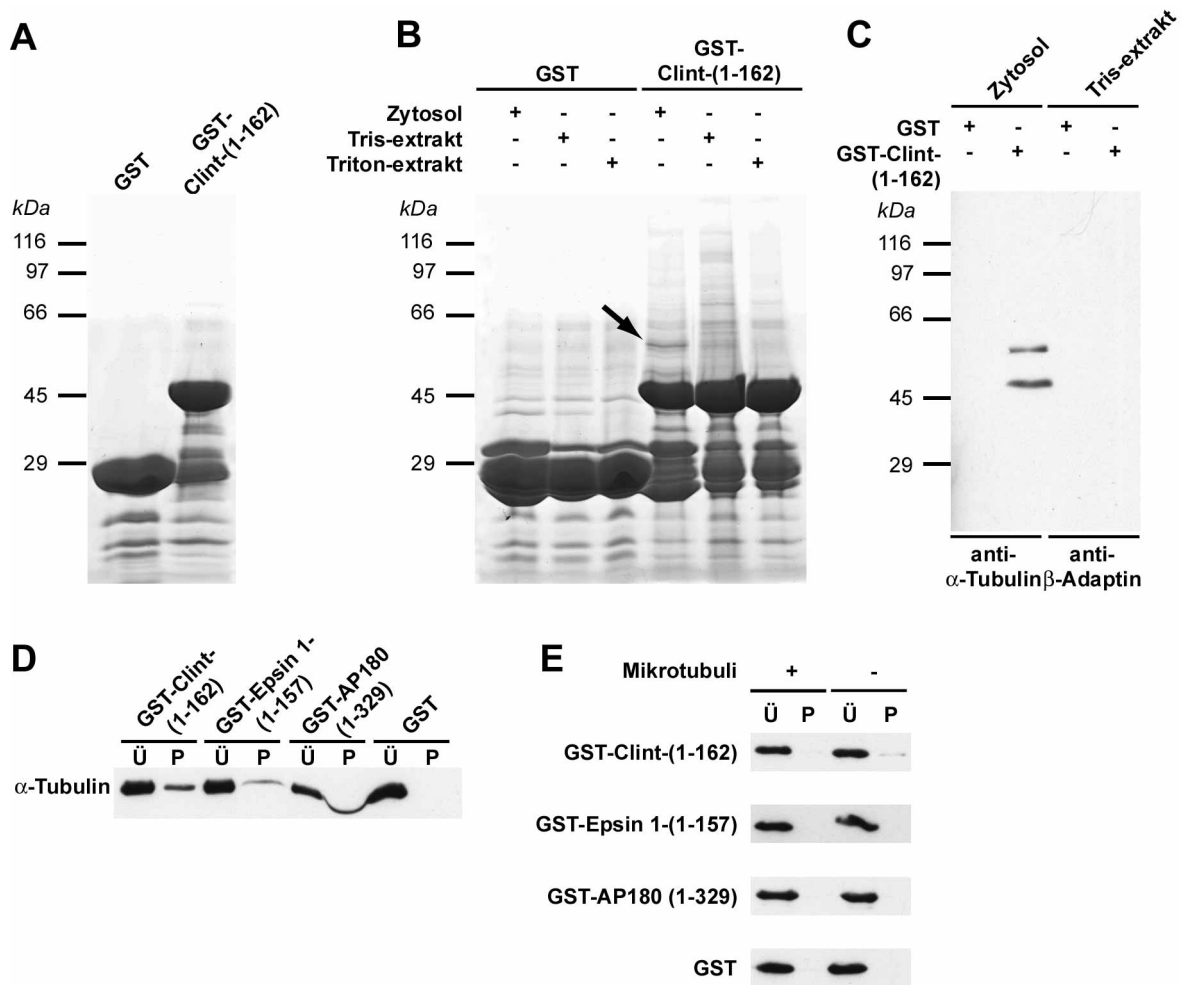 A
GST
GST-
Clint-(1-162)
kDa
116
97
66
45
29
B
GST
GST-
Clint-(1-162)
Zytosol + - - + - -
Tris-extrakt - + - - + -
Triton-extrakt - - + - - +
kDa
116
97
66
45
29
C
Zytosol
Tris-extrakt
GST + - + -
GST-Clint- - + - +
(1-162)
kDa
116
97
66
45
29
anti- anti-
α-Tubulin β-Adaptin
D
GST-Clint-
(1-162)
GST-Epsin 1-
(1-157)
GST-AP180
(1-329)
GST
Ü P Ü P Ü P Ü P
α-Tubulin
E
Mikrotubuli + -
Ü P Ü P
GST-Clint-(1-162)
GST-Epsin 1-(1-157)
GST-AP180 (1-329)
GST